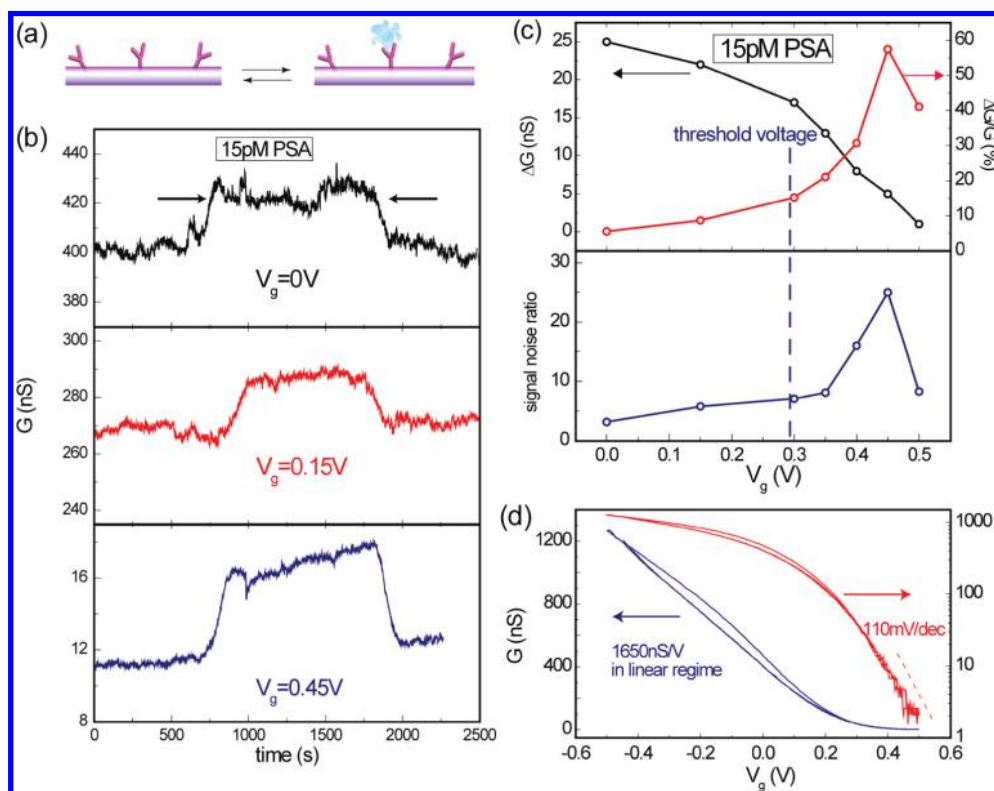 (a)
(b)
15pM PSA
440
420
400
380
V_g=0V
300
290
270
250
V_g=0.15V
G (nS)
16
12
8
V_g=0.45V
0 500 1000 1500 2000 2500
time (s)
(c)
15pM PSA
25
20
15
10
5
0
ΔG (nS)
60
50
40
30
20
10
0
ΔG/G (%)
threshold voltage
30
20
10
0
signal noise ratio
0.0 0.1 0.2 0.3 0.4 0.5
V_g (V)
(d)
1200
800
400
0
G (nS)
1000
100
10
1
110mV/dec
1650nS/V
in linear regime
-0.6 -0.4 -0.2 0.0 0.2 0.4 0.6
V_g (V)